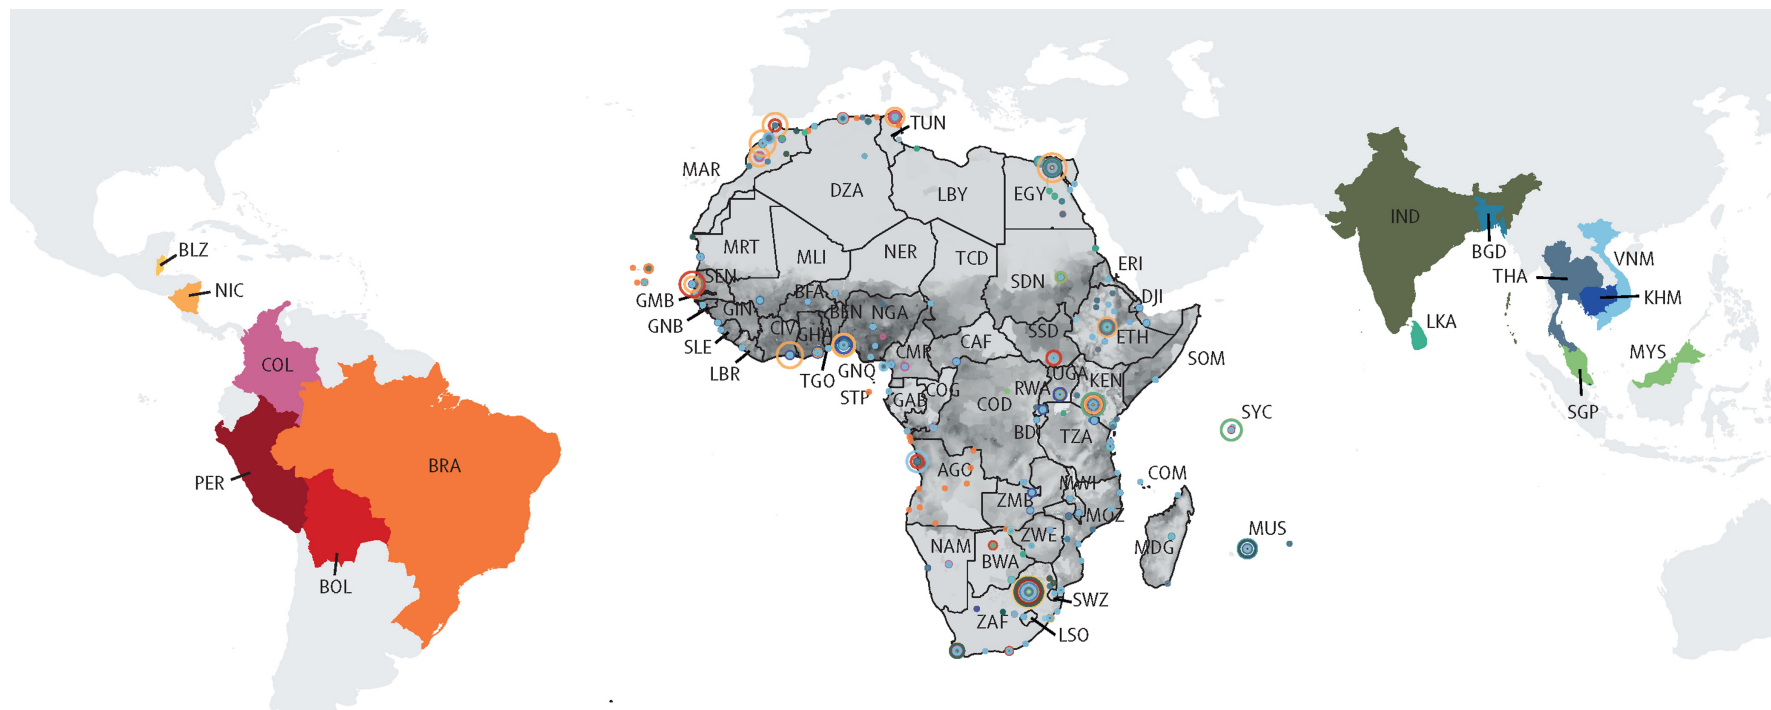 BLZ
NIC
COL
PER
BRA
BOL
TUN
MAR
DZA
LBY
EGY
MRT
MLI
NER
TCD
SDN
ERI
DJI
SEN
GMB
GNB
GIN
BFA
BEN
NGA
CIV
GHA
SLE
LBR
TGO
GNQ
CMR
CAF
SSD
ETH
SOM
STP
GAB
COG
COD
RWA
UGA
KEN
BDI
TZA
SYC
AGO
ZMB
MWI
COM
MOZ
MUS
NAM
ZWE
MDG
BWA
SWZ
ZAF
LSO
IND
BGD
THA
VNM
KHM
LKA
MYS
SGP